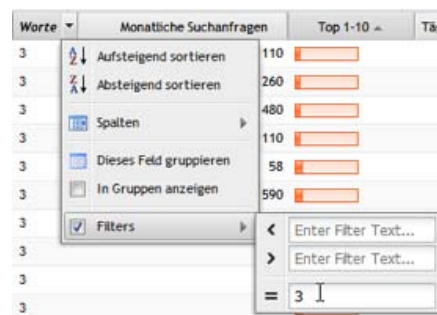 Worte Monatliche Suchanfragen Top 1-10 Tä
3 Aufsteigend sortieren 110
3 Absteigend sortieren 260
3 480
3 Spalten 110
3 Dieses Feld gruppieren 58
3 In Gruppen anzeigen 590
3 Filters < Enter Filter Text...
3 > Enter Filter Text...
3 = 3
3